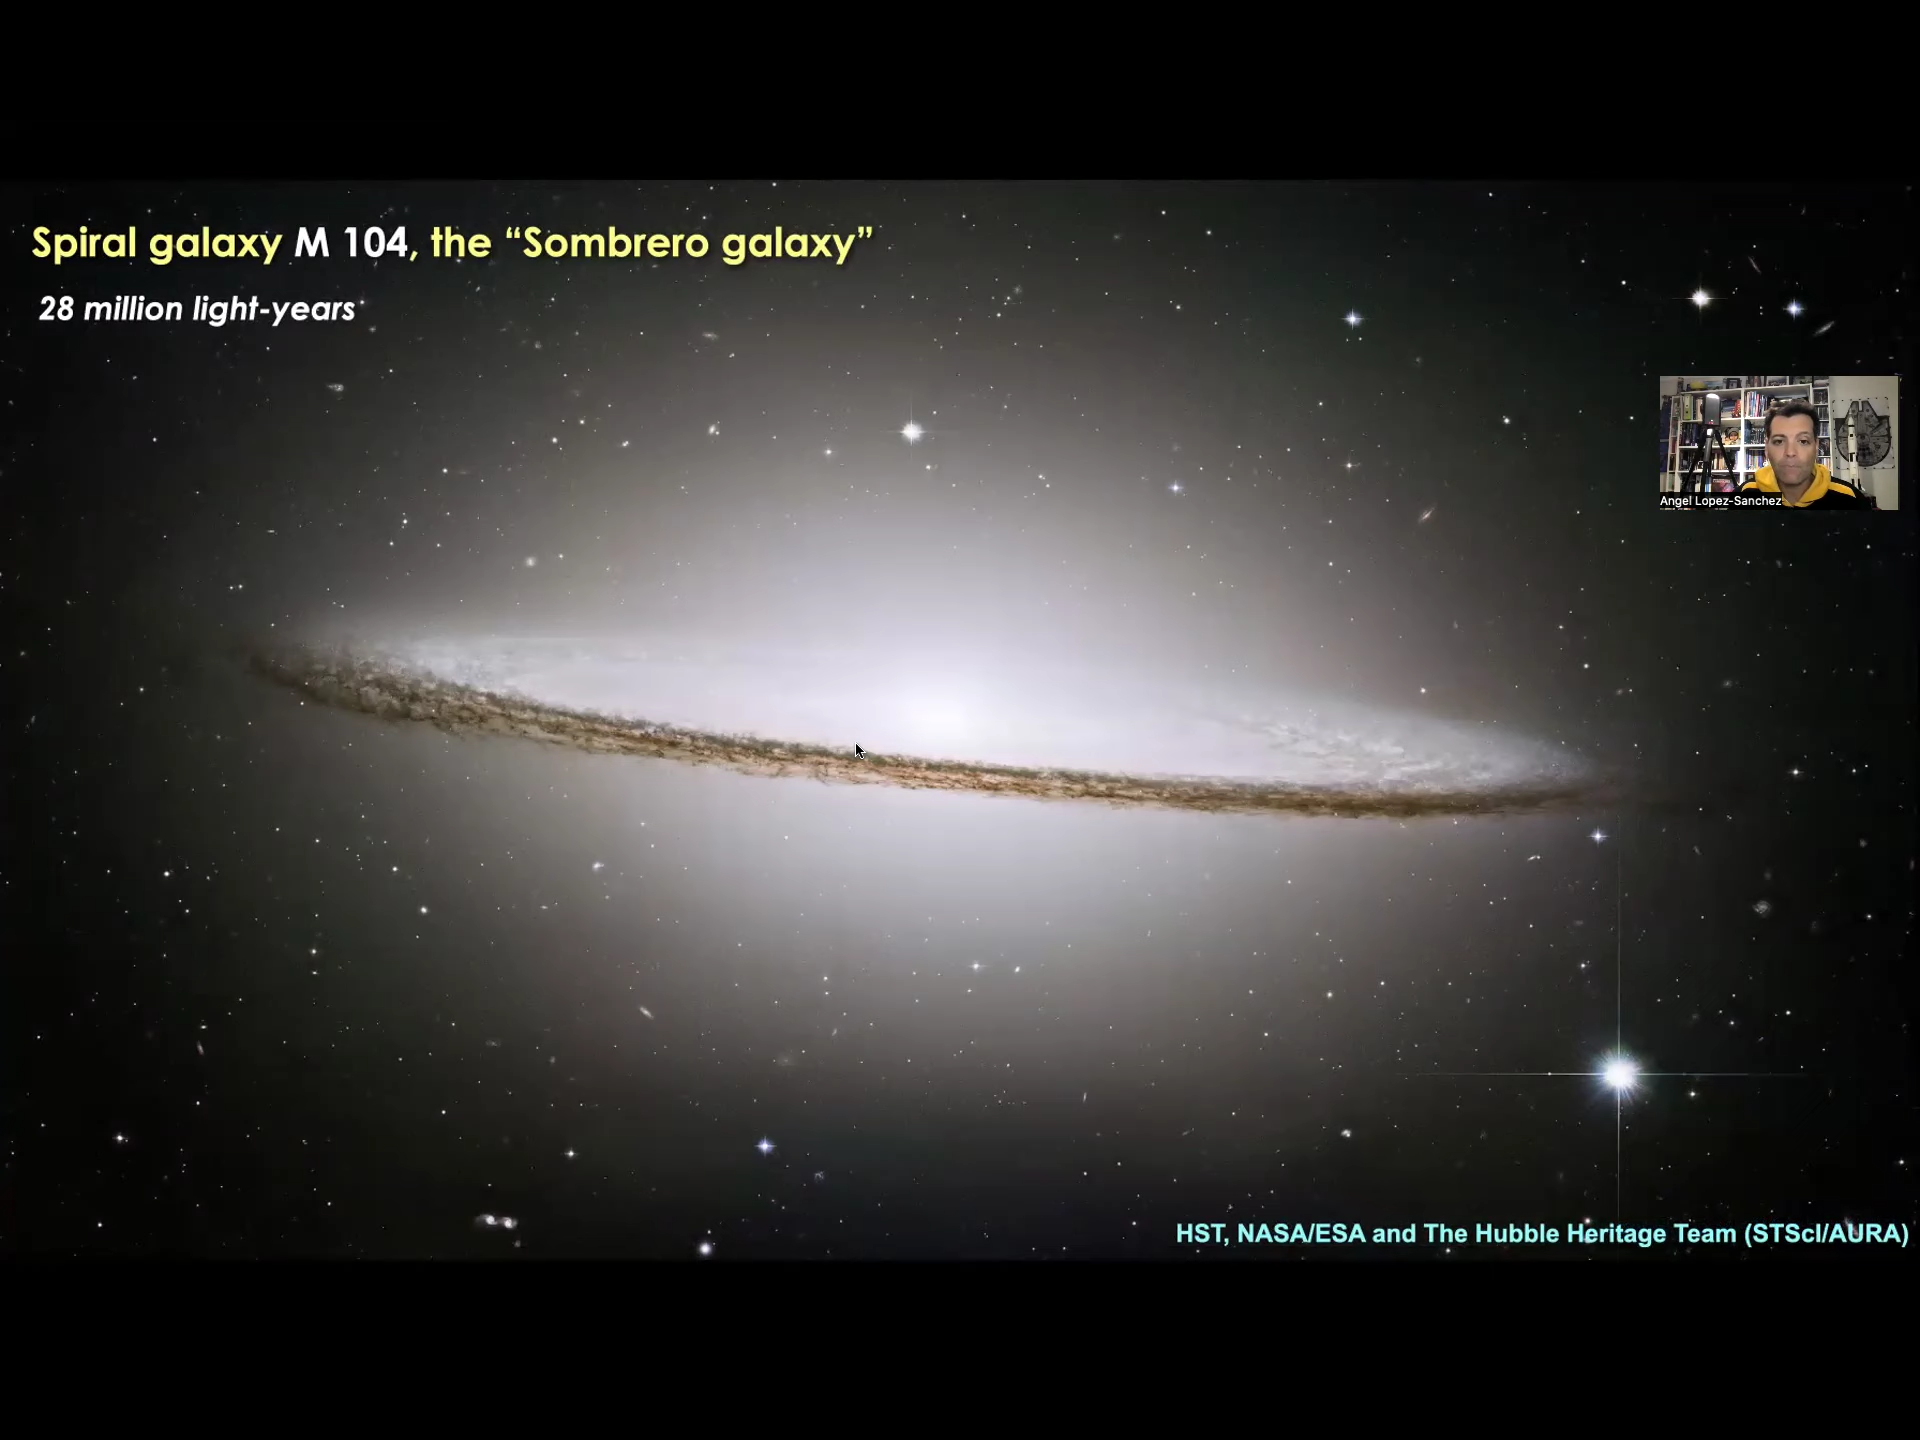 Spiral galaxy M 104, the “Sombrero galaxy”
28 million light-years
Angel Lopez-Sanchez
HST, NASA/ESA and The Hubble Heritage Team (STScI/AURA)